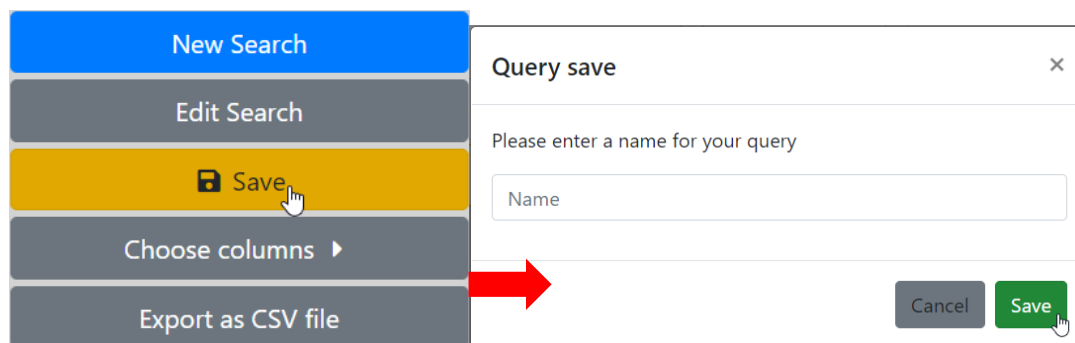 New Search
Edit Search
Save
Choose columns
Export as CSV file
Query save
×
Please enter a name for your query
Name
Cancel
Save